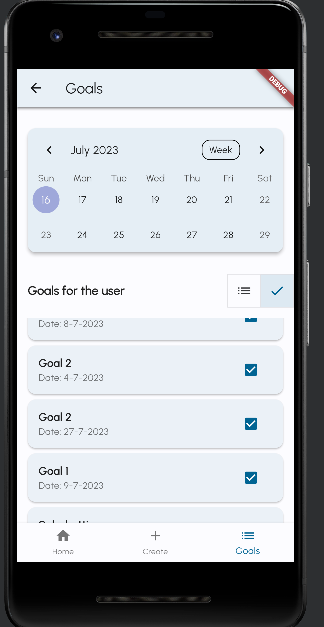 DEBUG
Goals
July 2023
Week
Sun Mon Tue Wed Thu Fri Sat
16 17 18 19 20 21 22
23 24 25 26 27 28 29
Goals for the user
Date: 8-7-2023
Goal 2
Date: 4-7-2023
Goal 2
Date: 27-7-2023
Goal 1
Date: 9-7-2023
Home Create Goals